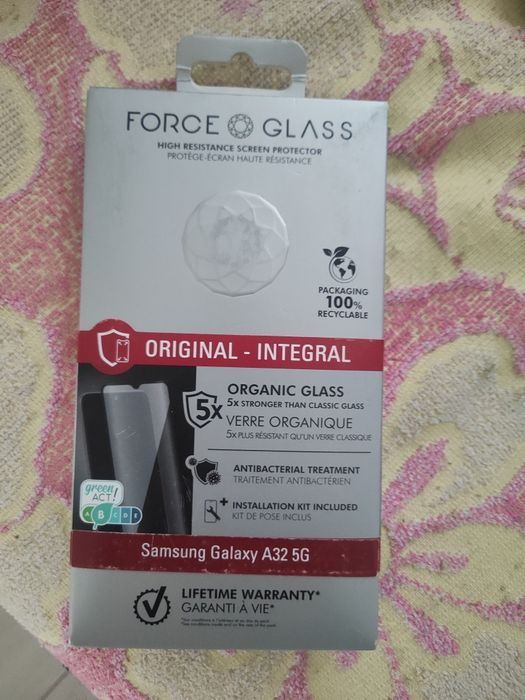 FORCE GLASS
HIGH RESISTANCE SCREEN PROTECTOR
PROTÈGE-ÉCRAN HAUTE RÉSISTANCE
PACKAGING
100%
RECYCLABLE
ORIGINAL - INTEGRAL
5x
ORGANIC GLASS
5x STRONGER THAN CLASSIC GLASS
VERRE ORGANIQUE
5x PLUS RÉSISTANT QU'UN VERRE CLASSIQUE
ANTIBACTERIAL TREATMENT
TRAITEMENT ANTIBACTÉRIEN
green
ACT!
A B C D E
+ INSTALLATION KIT INCLUDED
KIT DE POSE INCLUS
Samsung Galaxy A32 5G
LIFETIME WARRANTY*
GARANTI À VIE*